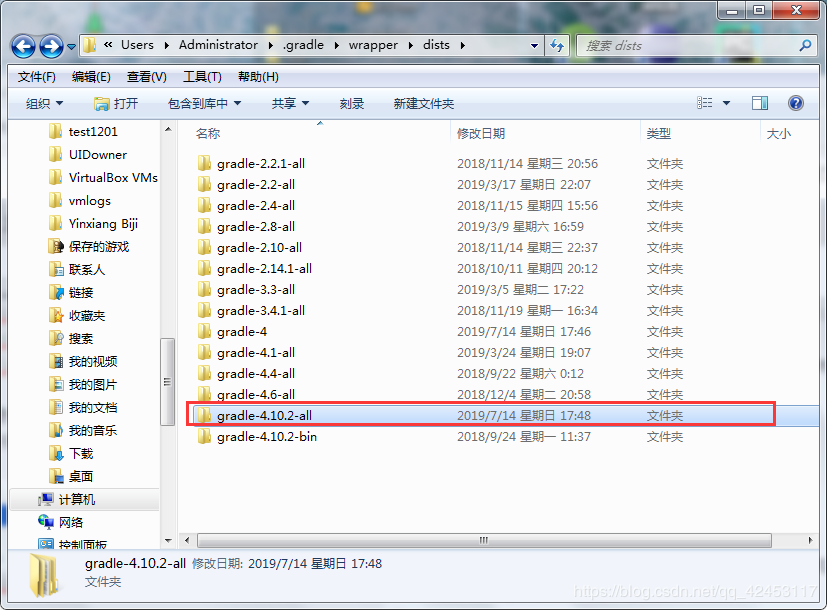 « Users ▸ Administrator ▸ .gradle ▸ wrapper ▸ dists ▸
搜索 dists
文件(F) 编辑(E) 查看(V) 工具(T) 帮助(H)
组织 打开 包含到库中 共享 刻录 新建文件夹
名称 修改日期 类型 大小
test1201
UIDowner
VirtualBox VMs
vmlogs
Yinxiang Biji
保存的游戏
联系人
链接
收藏夹
搜索
我的视频
我的图片
我的文档
我的音乐
下载
桌面
计算机
网络
控制面板
gradle-2.2.1-all 2018/11/14 星期三 20:56 文件夹
gradle-2.2-all 2019/3/17 星期日 22:07 文件夹
gradle-2.4-all 2018/11/15 星期四 15:56 文件夹
gradle-2.8-all 2019/3/9 星期六 16:59 文件夹
gradle-2.10-all 2018/11/14 星期三 22:37 文件夹
gradle-2.14.1-all 2018/10/11 星期四 20:12 文件夹
gradle-3.3-all 2019/3/5 星期二 17:22 文件夹
gradle-3.4.1-all 2018/11/19 星期一 16:34 文件夹
gradle-4 2019/7/14 星期日 17:46 文件夹
gradle-4.1-all 2019/3/24 星期日 19:07 文件夹
gradle-4.4-all 2018/9/22 星期六 0:12 文件夹
gradle-4.6-all 2018/12/4 星期二 20:58 文件夹
gradle-4.10.2-all 2019/7/14 星期日 17:48 文件夹
gradle-4.10.2-bin 2018/9/24 星期一 11:37 文件夹
gradle-4.10.2-all 修改日期: 2019/7/14 星期日 17:48
文件夹
https://blog.csdn.net/qq_42453117